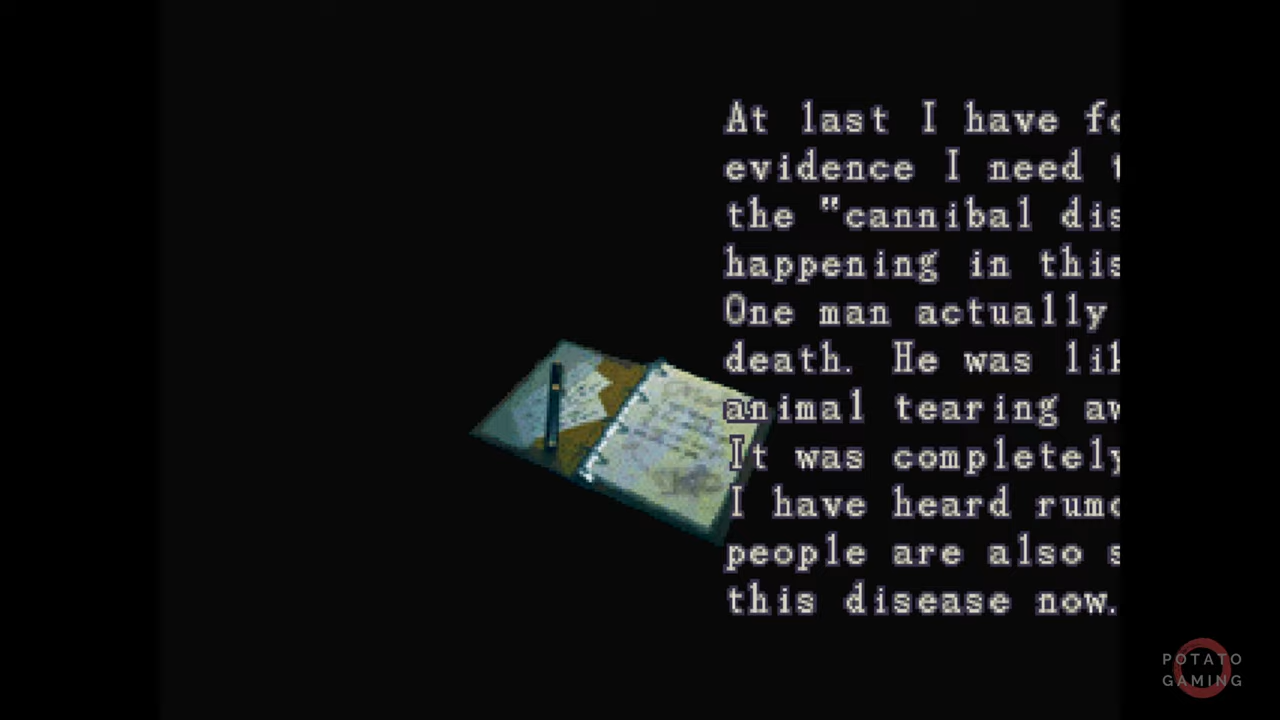 At last I have fo
evidence I need t
the "cannibal dis
happening in this
One man actually
death. He was lik
animal tearing aw
It was completely
I have heard rumo
people are also s
this disease now.
POTATO
GAMING